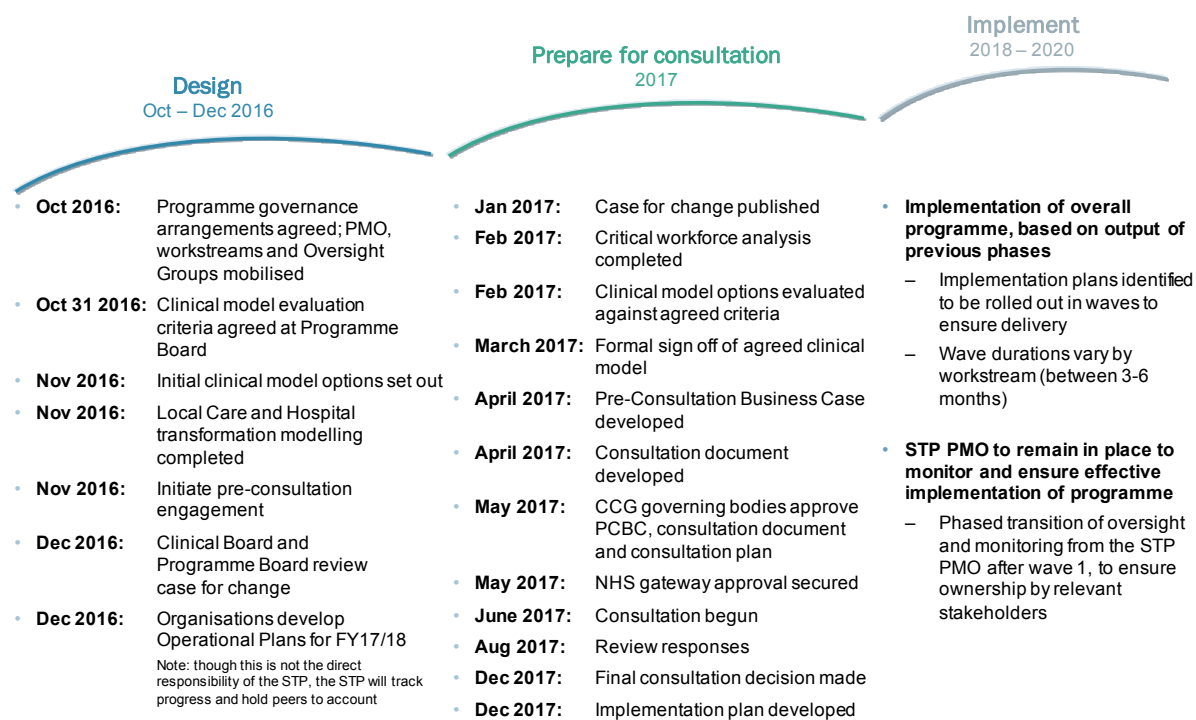 Design
Oct – Dec 2016
• Oct 2016: Programme governance
arrangements agreed; PMO,
workstreams and Oversight
Groups mobilised
• Oct 31 2016: Clinical model evaluation
criteria agreed at Programme
Board
• Nov 2016: Initial clinical model options set out
• Nov 2016: Local Care and Hospital
transformation modelling
completed
• Nov 2016: Initiate pre-consultation
engagement
• Dec 2016: Clinical Board and
Programme Board review
case for change
• Dec 2016: Organisations develop
Operational Plans for FY17/18
Note: though this is not the direct
responsibility of the STP, the STP will track
progress and hold peers to account
Prepare for consultation
2017
• Jan 2017: Case for change published
• Feb 2017: Critical workforce analysis
completed
• Feb 2017: Clinical model options evaluated
against agreed criteria
• March 2017: Formal sign off of agreed clinical
model
• April 2017: Pre-Consultation Business Case
developed
• April 2017: Consultation document
developed
• May 2017: CCG governing bodies approve
PCBC, consultation document
and consultation plan
• May 2017: NHS gateway approval secured
• June 2017: Consultation begun
• Aug 2017: Review responses
• Dec 2017: Final consultation decision made
• Dec 2017: Implementation plan developed
Implement
2018 – 2020
• Implementation of overall
programme, based on output of
previous phases
– Implementation plans identified
to be rolled out in waves to
ensure delivery
– Wave durations vary by
workstream (between 3-6
months)
• STP PMO to remain in place to
monitor and ensure effective
implementation of programme
– Phased transition of oversight
and monitoring from the STP
PMO after wave 1, to ensure
ownership by relevant
stakeholders